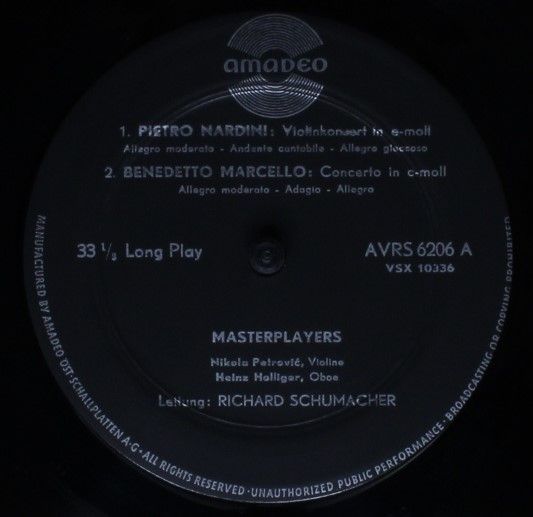 amadeo
1. PIETRO NARDINI: Violinkonzert in e-moll
Allegro moderato - Andante cantabile - Allegro giocoso
2. BENEDETTO MARCELLO: Concerto in c-moll
Allegro moderato - Adagio - Allegro
33 1/3 Long Play
AVRS 6206 A
VSX 10336
MASTERPLAYERS
Nikola Petrović, Violine
Heinz Holliger, Oboe
Leitung: RICHARD SCHUMACHER
MANUFACTURED BY AMADEO ÖST. SCHALLPLATTEN A·G · ALL RIGHTS RESERVED · UNAUTHORIZED PUBLIC PERFORMANCE · BROADCASTING OR COPYING PROHIBITED